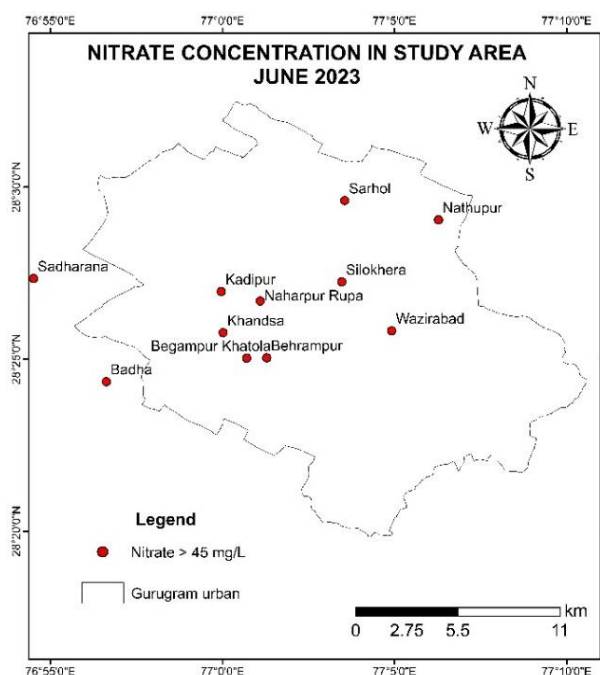 76°55'0"E 77°0'0"E 77°5'0"E 77°10'0"E
NITRATE CONCENTRATION IN STUDY AREA
JUNE 2023
N
W E
S
28°30'0"N
Sarhol
Nathupur
Sadharana
Kadipur
Silokhera
Naharpur Rupa
Khandsa
Wazirabad
Begampur Khatola
Behrampur
28°25'0"N
Badha
28°20'0"N
Legend
Nitrate > 45 mg/L
Gurugram urban
km
0 2.75 5.5 11
76°55'0"E 77°0'0"E 77°5'0"E 77°10'0"E